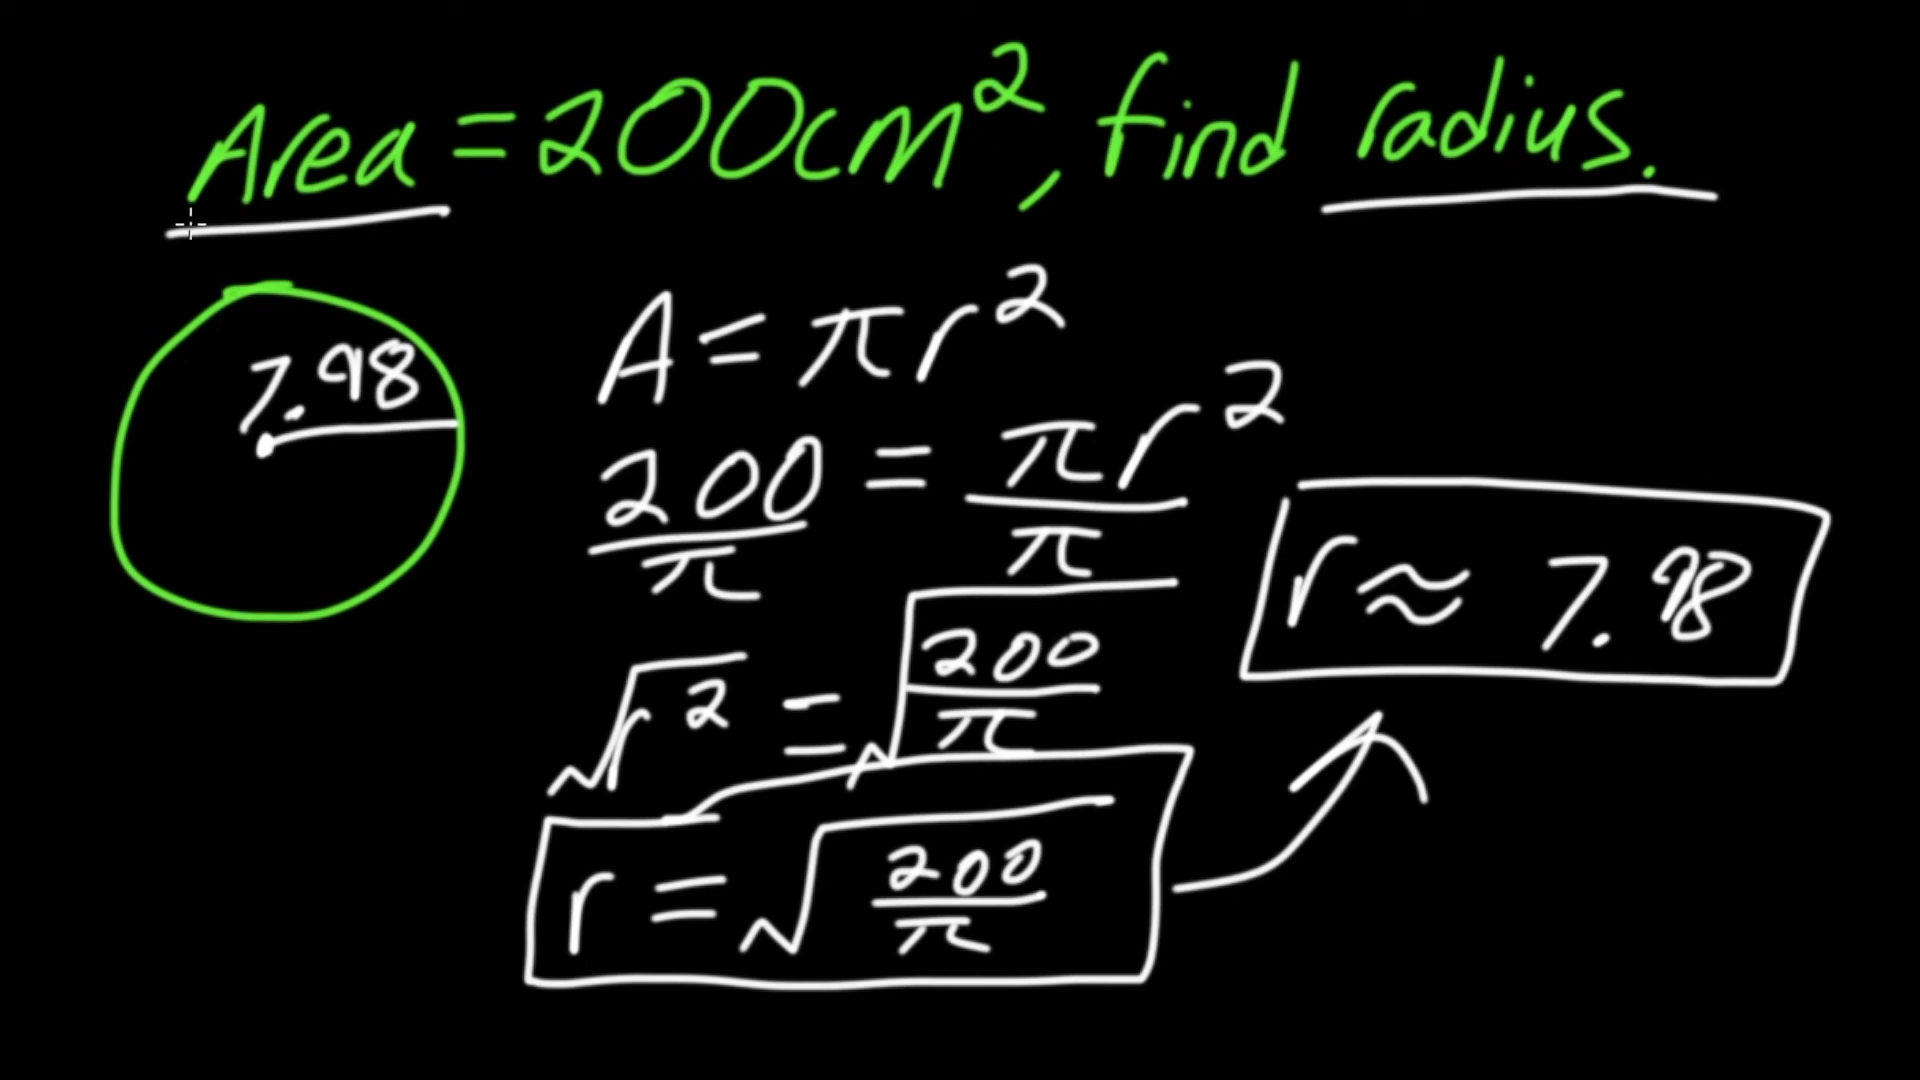 Area = 200cm², find radius.
7.98
A = πr²
200/π = πr²/π
√r² = √(200/π)
r ≈ 7.98
r = √(200/π)